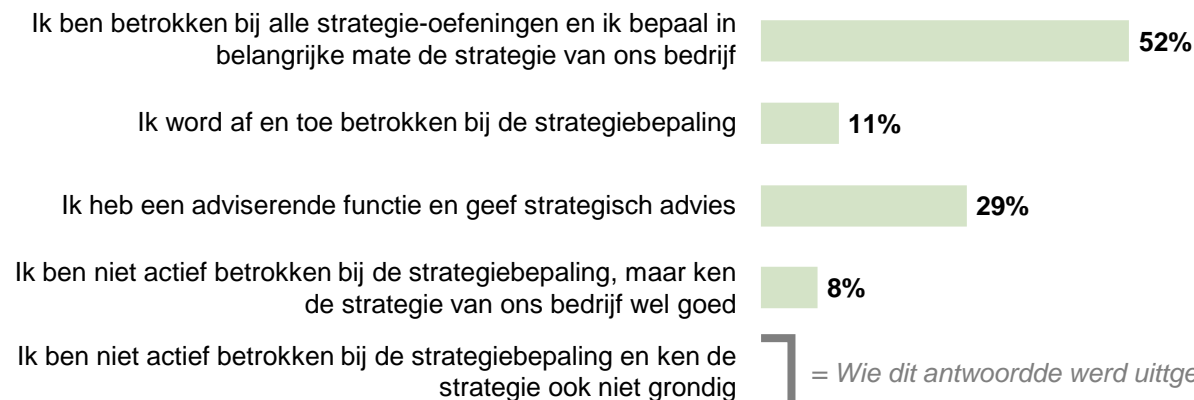 Ik ben betrokken bij alle strategie-oefeningen en ik bepaal in
belangrijke mate de strategie van ons bedrijf
52%
Ik word af en toe betrokken bij de strategiebepaling
11%
Ik heb een adviserende functie en geef strategisch advies
29%
Ik ben niet actief betrokken bij de strategiebepaling, maar ken
de strategie van ons bedrijf wel goed
8%
Ik ben niet actief betrokken bij de strategiebepaling en ken de
strategie ook niet grondig
= Wie dit antwoordde werd